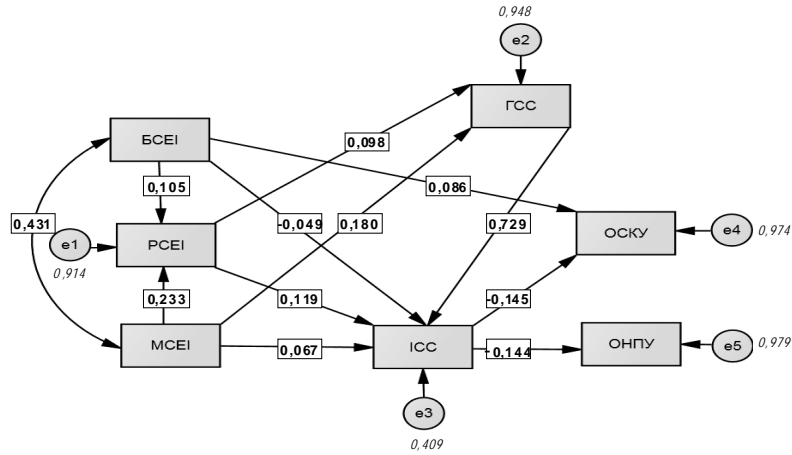 0,948
e2
ГСС
БСЕІ
0,098
0,105
0,086
0,431
-0,049
0,180
0,729
e1
РСЕІ
ОСКУ
e4
0,974
0,914
0,233
0,119
-0,145
МСЕІ
0,067
ІСС
-0,144
ОНПУ
e5
0,979
e3
0,409